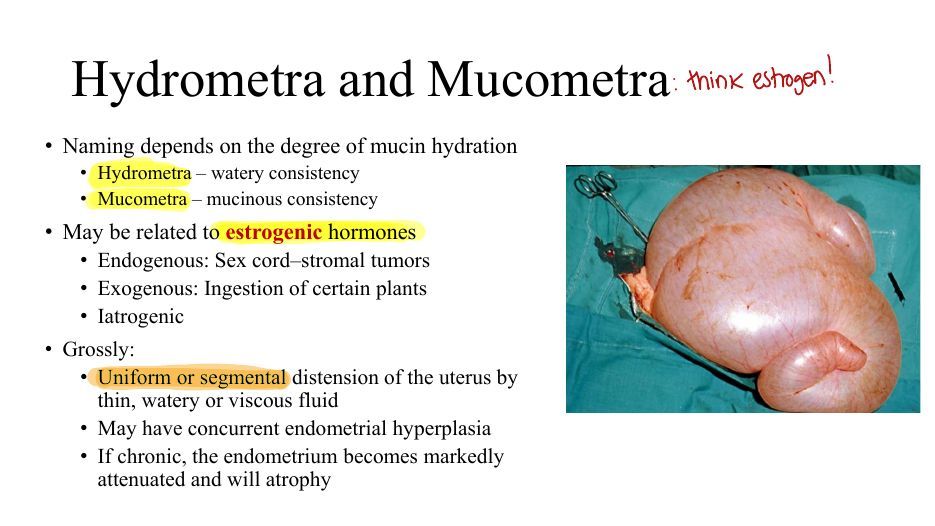 Hydrometra and Mucometra: think estrogen!
• Naming depends on the degree of mucin hydration
• Hydrometra – watery consistency
• Mucometra – mucinous consistency
• May be related to estrogenic hormones
• Endogenous: Sex cord–stromal tumors
• Exogenous: Ingestion of certain plants
• Iatrogenic
• Grossly:
• Uniform or segmental distension of the uterus by
thin, watery or viscous fluid
• May have concurrent endometrial hyperplasia
• If chronic, the endometrium becomes markedly
attenuated and will atrophy